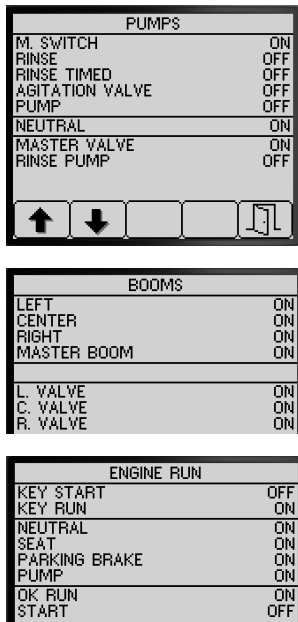 PUMPS
M. SWITCH ON
RINSE OFF
RINSE TIMED OFF
AGITATION VALVE OFF
PUMP OFF
NEUTRAL ON
MASTER VALVE ON
RINSE PUMP OFF
BOOMS
LEFT ON
CENTER ON
RIGHT ON
MASTER BOOM ON
L. VALVE ON
C. VALVE ON
R. VALVE ON
ENGINE RUN
KEY START OFF
KEY RUN ON
NEUTRAL ON
SEAT ON
PARKING BRAKE ON
PUMP ON
OK RUN ON
START OFF